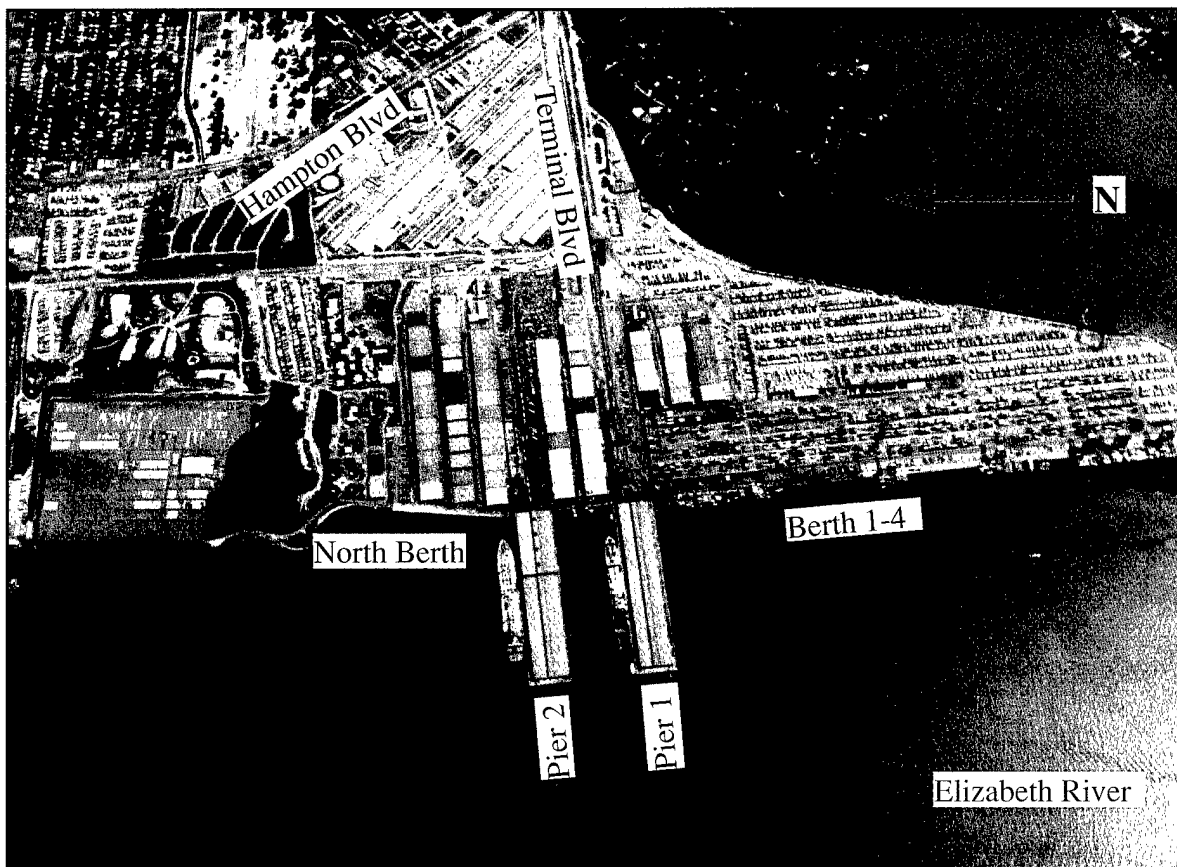 Hampton Blvd
Terminal Blvd
N
Berth 1-4
North Berth
Pier 2
Pier 1
Elizabeth River